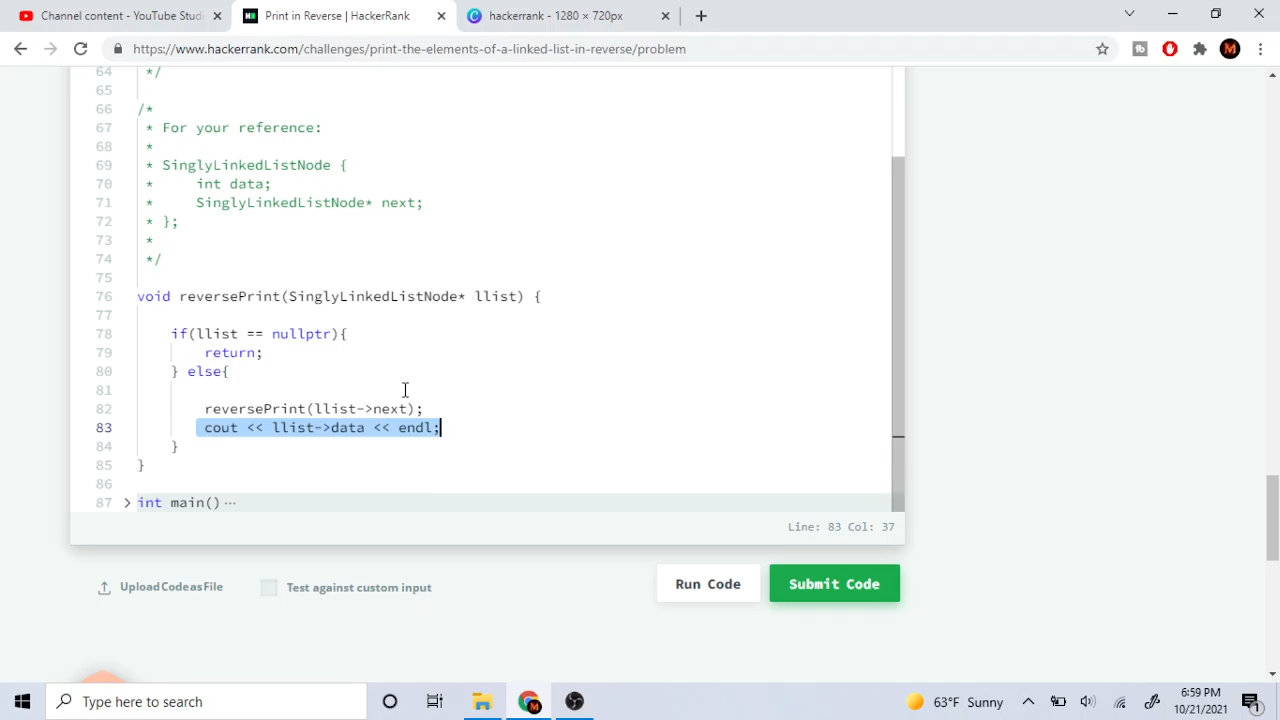 Channel content - YouTube Stud
Print in Reverse | HackerRank
hackerrank - 1280 × 720px
https://www.hackerrank.com/challenges/print-the-elements-of-a-linked-list-in-reverse/problem
64 */
65
66 /*
67 * For your reference:
68 *
69 * SinglyLinkedListNode {
70 * int data;
71 * SinglyLinkedListNode* next;
72 * };
73 *
74 */
75
76 void reversePrint(SinglyLinkedListNode* llist) {
77
78 if(llist == nullptr){
79 return;
80 } else{
81
82 reversePrint(llist->next);
83 cout << llist->data << endl;
84 }
85 }
86
87 int main() ...
Line: 83 Col: 37
Upload Code as File
Test against custom input
Run Code
Submit Code
Type here to search
63°F Sunny
6:59 PM
10/21/2021